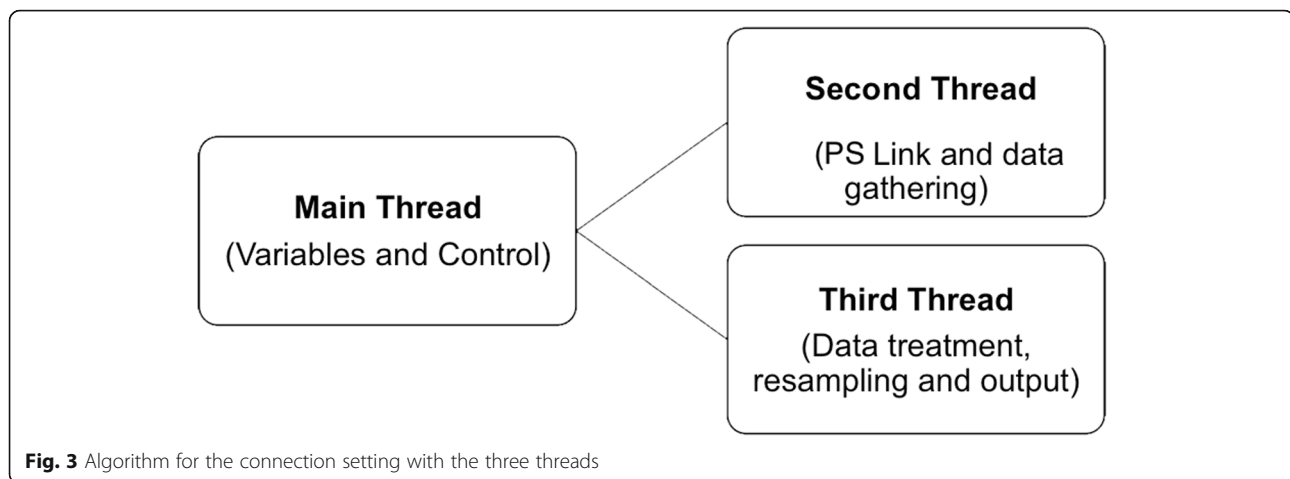 Main Thread
(Variables and Control)
Second Thread
(PS Link and data
gathering)
Third Thread
(Data treatment,
resampling and output)
Fig. 3 Algorithm for the connection setting with the three threads